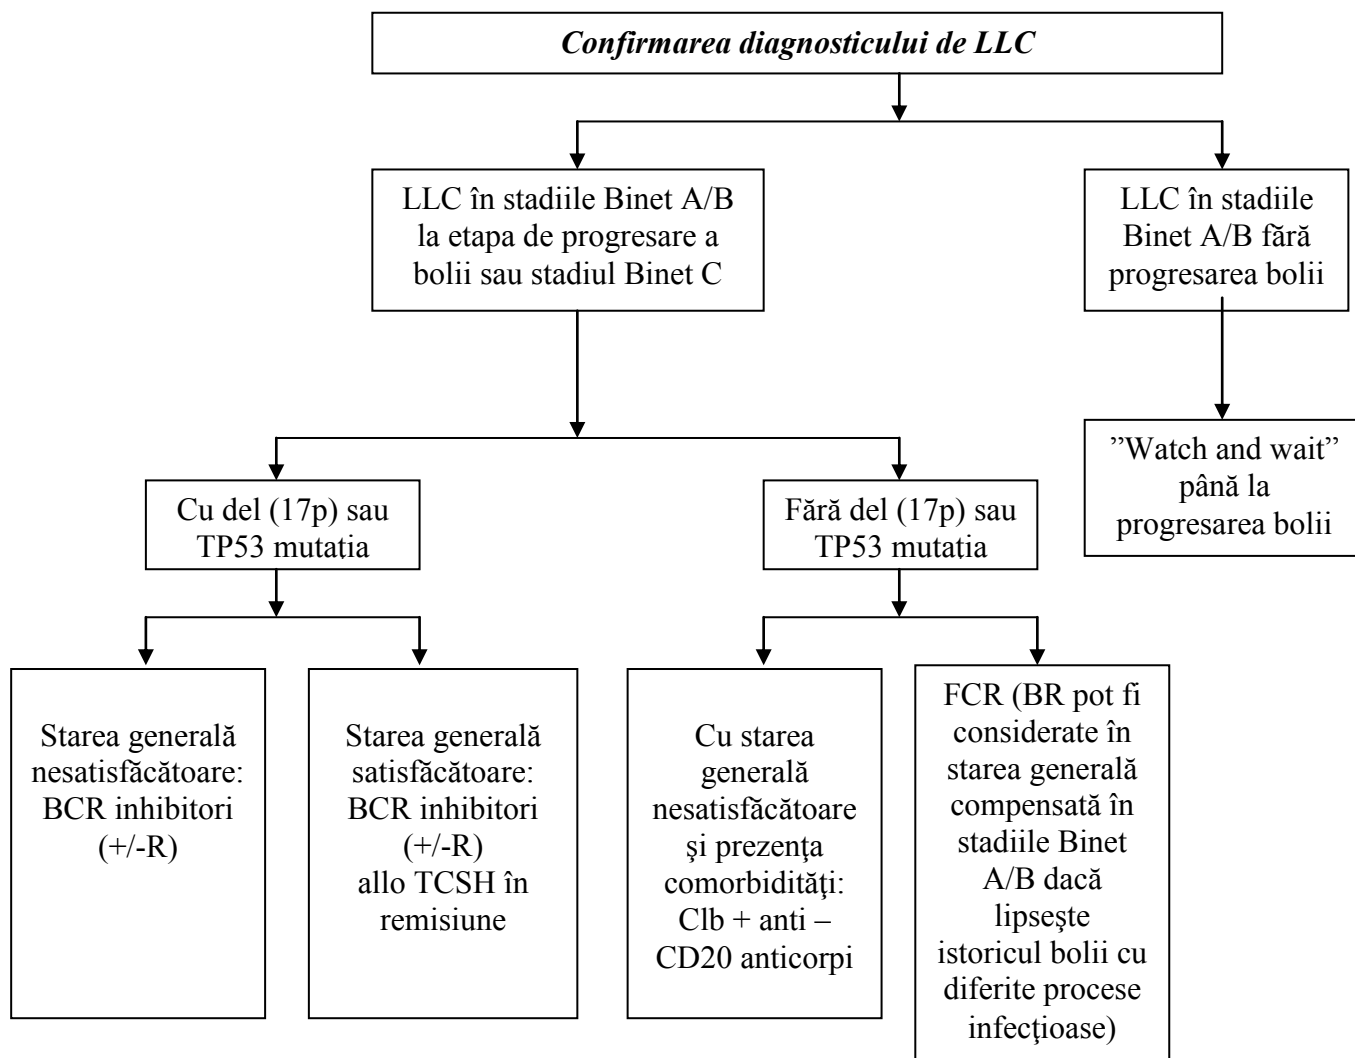 Confirmarea diagnosticului de LLC
LLC în stadiile Binet A/B
la etapa de progresare a
bolii sau stadiul Binet C
LLC în stadiile
Binet A/B fără
progresarea bolii
”Watch and wait”
până la
progresarea bolii
Cu del (17p) sau
TP53 mutaţia
Fără del (17p) sau
TP53 mutaţia
Starea generală
nesatisfăcătoare:
BCR inhibitori
(+/-R)
Starea generală
satisfăcătoare:
BCR inhibitori
(+/-R)
allo TCSH în
remisiune
Cu starea
generală
nesatisfăcătoare
şi prezenţa
comorbidităţi:
Clb + anti –
CD20 anticorpi
FCR (BR pot fi
considerate în
starea generală
compensată în
stadiile Binet
A/B dacă
lipseşte
istoricul bolii cu
diferite procese
infecţioase)